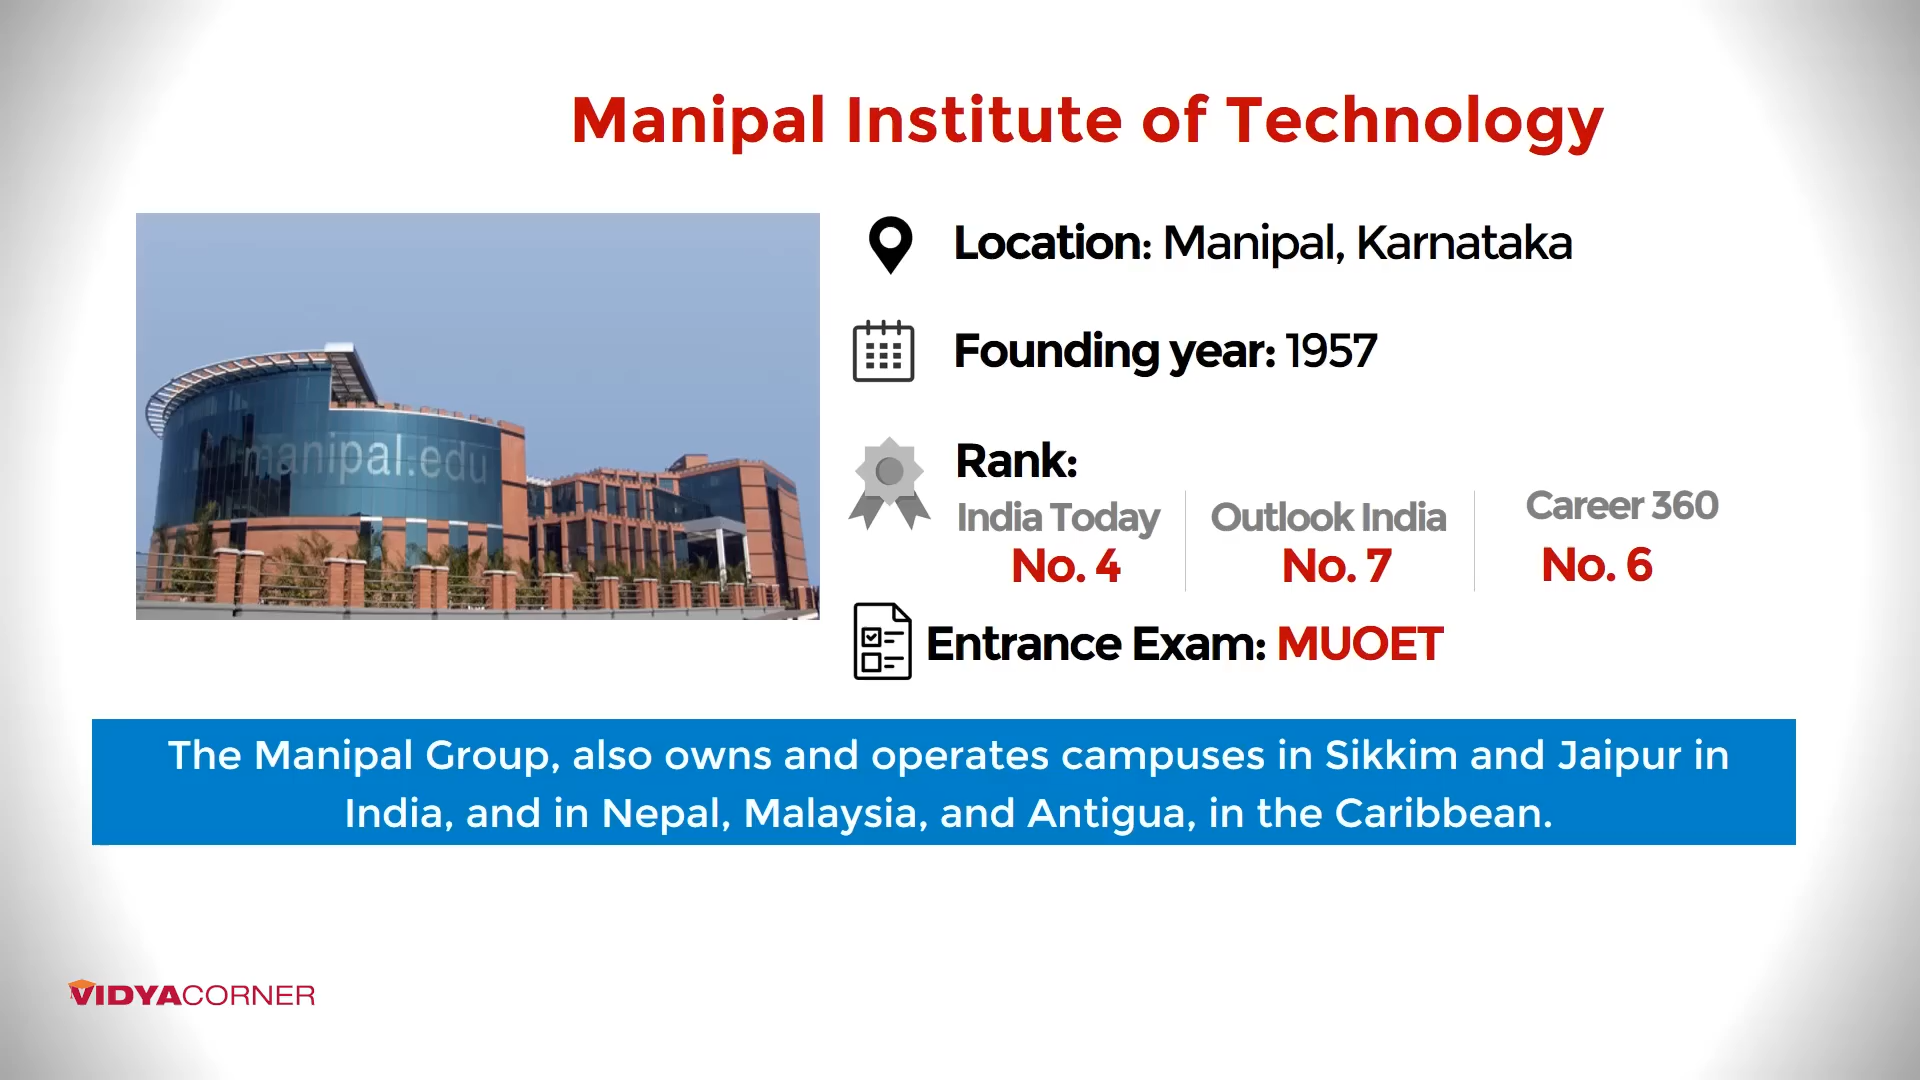 Manipal Institute of Technology
manipal.edu
Location: Manipal, Karnataka
Founding year: 1957
Rank:
India Today
No. 4
Outlook India
No. 7
Career 360
No. 6
Entrance Exam: MUOET
The Manipal Group, also owns and operates campuses in Sikkim and Jaipur in
India, and in Nepal, Malaysia, and Antigua, in the Caribbean.
VIDYACORNER